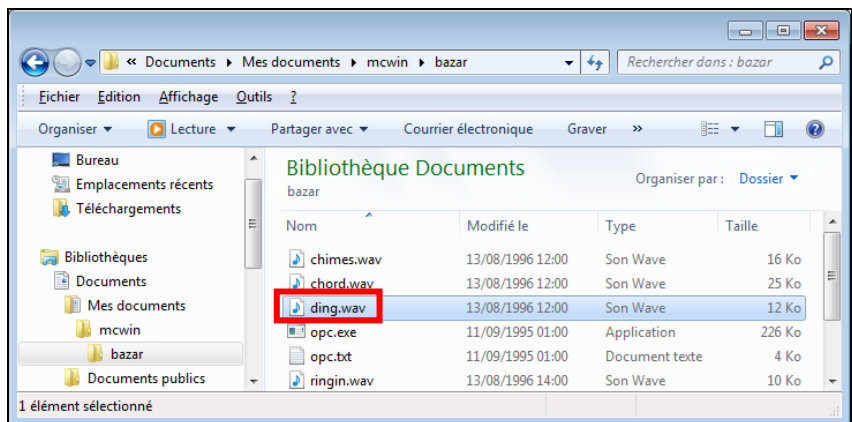 « Documents ▸ Mes documents ▸ mcwin ▸ bazar Rechercher dans : bazar
Fichier Edition Affichage Outils ?
Organiser Lecture Partager avec Courrier électronique Graver »
Bureau
Emplacements récents
Téléchargements
Bibliothèques
Documents
Mes documents
mcwin
bazar
Documents publics
Bibliothèque Documents
bazar
Organiser par : Dossier
Nom Modifié le Type Taille
chimes.wav 13/08/1996 12:00 Son Wave 16 Ko
chord.wav 13/08/1996 12:00 Son Wave 25 Ko
ding.wav 13/08/1996 12:00 Son Wave 12 Ko
opc.exe 11/09/1995 01:00 Application 226 Ko
opc.txt 11/09/1995 01:00 Document texte 4 Ko
ringin.wav 13/08/1996 14:00 Son Wave 10 Ko
1 élément sélectionné